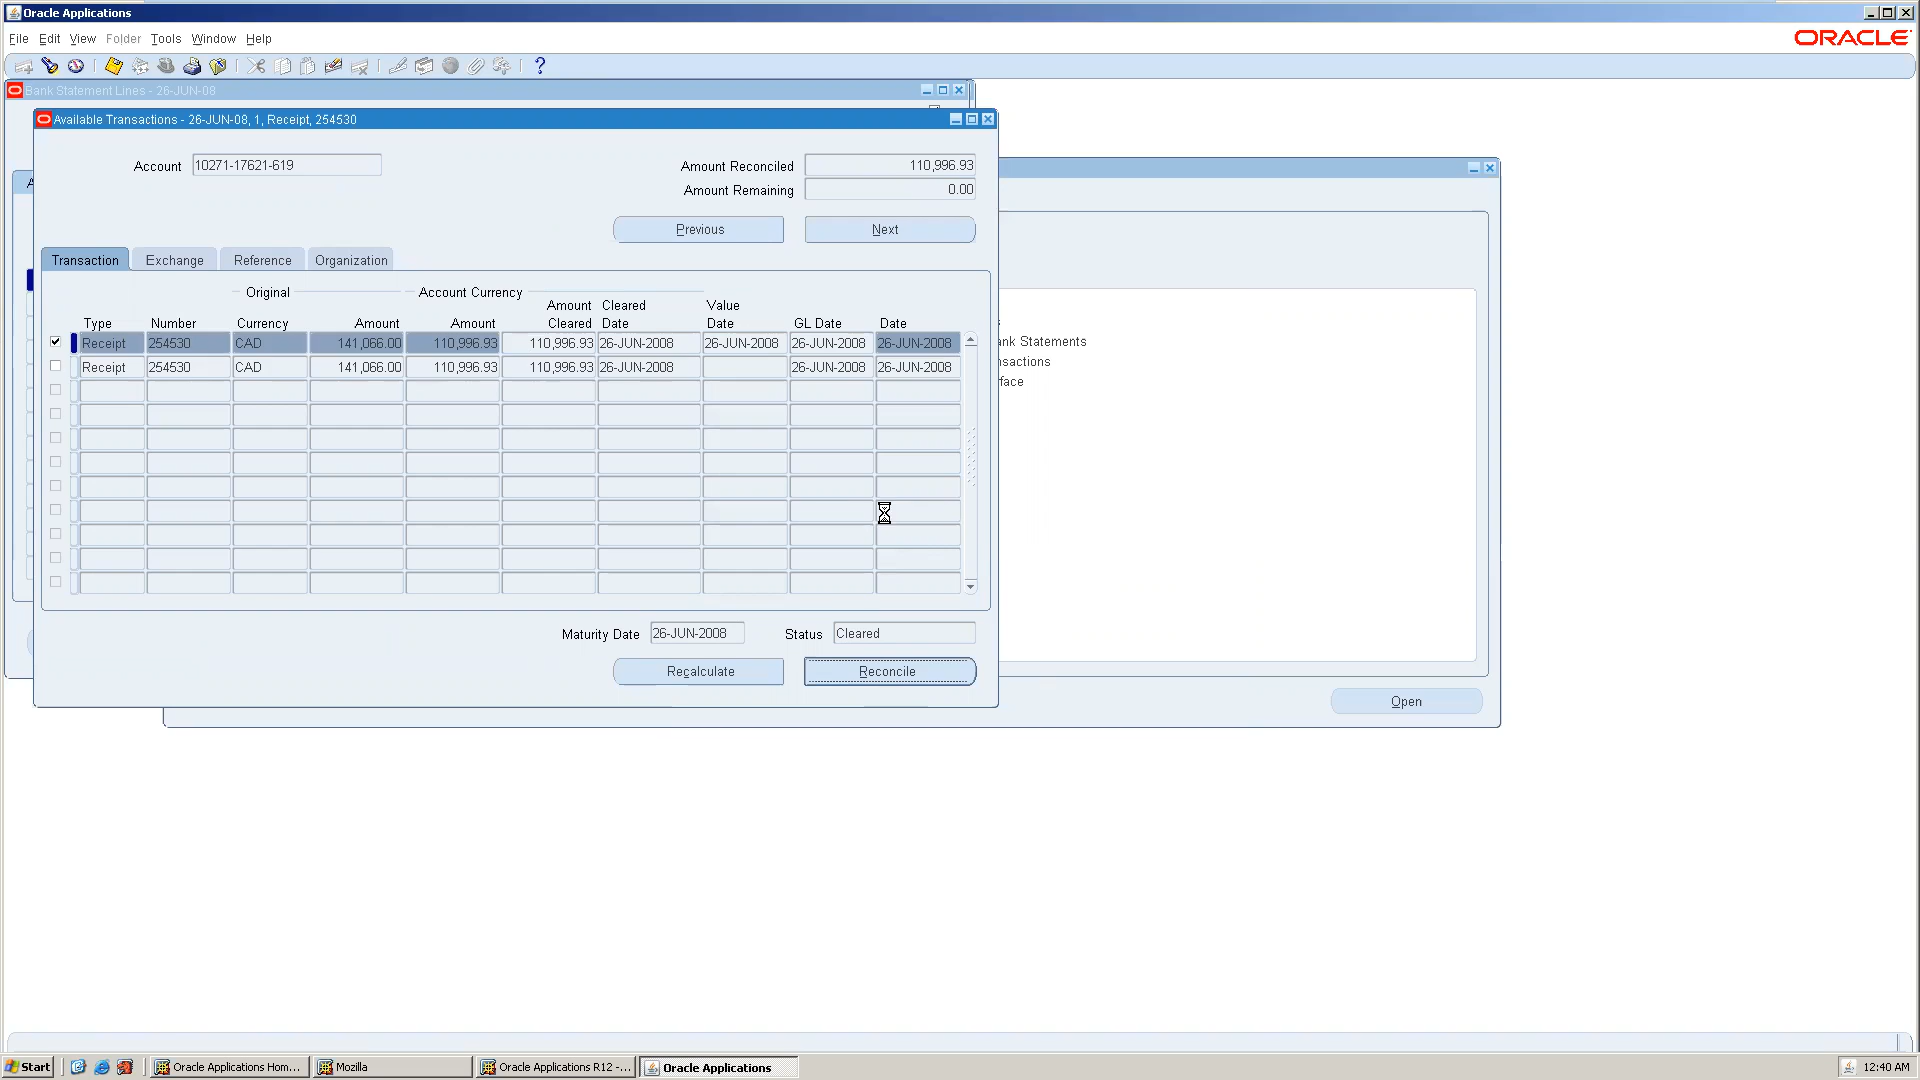 Oracle Applications
File Edit View Folder Tools Window Help
ORACLE
Bank Statement Lines - 26-JUN-08
Available Transactions - 26-JUN-08, 1, Receipt, 254530
Account 10271-17621-619
Amount Reconciled 110,996.93
Amount Remaining 0.00
Previous Next
Transaction Exchange Reference Organization
Original Account Currency
Amount Cleared Value
Type Number Currency Amount Amount Cleared Date Date GL Date Date
Receipt 254530 CAD 141,066.00 110,996.93 110,996.93 26-JUN-2008 26-JUN-2008 26-JUN-2008 26-JUN-2008
Receipt 254530 CAD 141,066.00 110,996.93 110,996.93 26-JUN-2008 26-JUN-2008 26-JUN-2008
Maturity Date 26-JUN-2008 Status Cleared
Recalculate Reconcile
ank Statements
nsactions
face
Open
Start Oracle Applications Hom... Mozilla Oracle Applications R12 -... Oracle Applications 12:40 AM